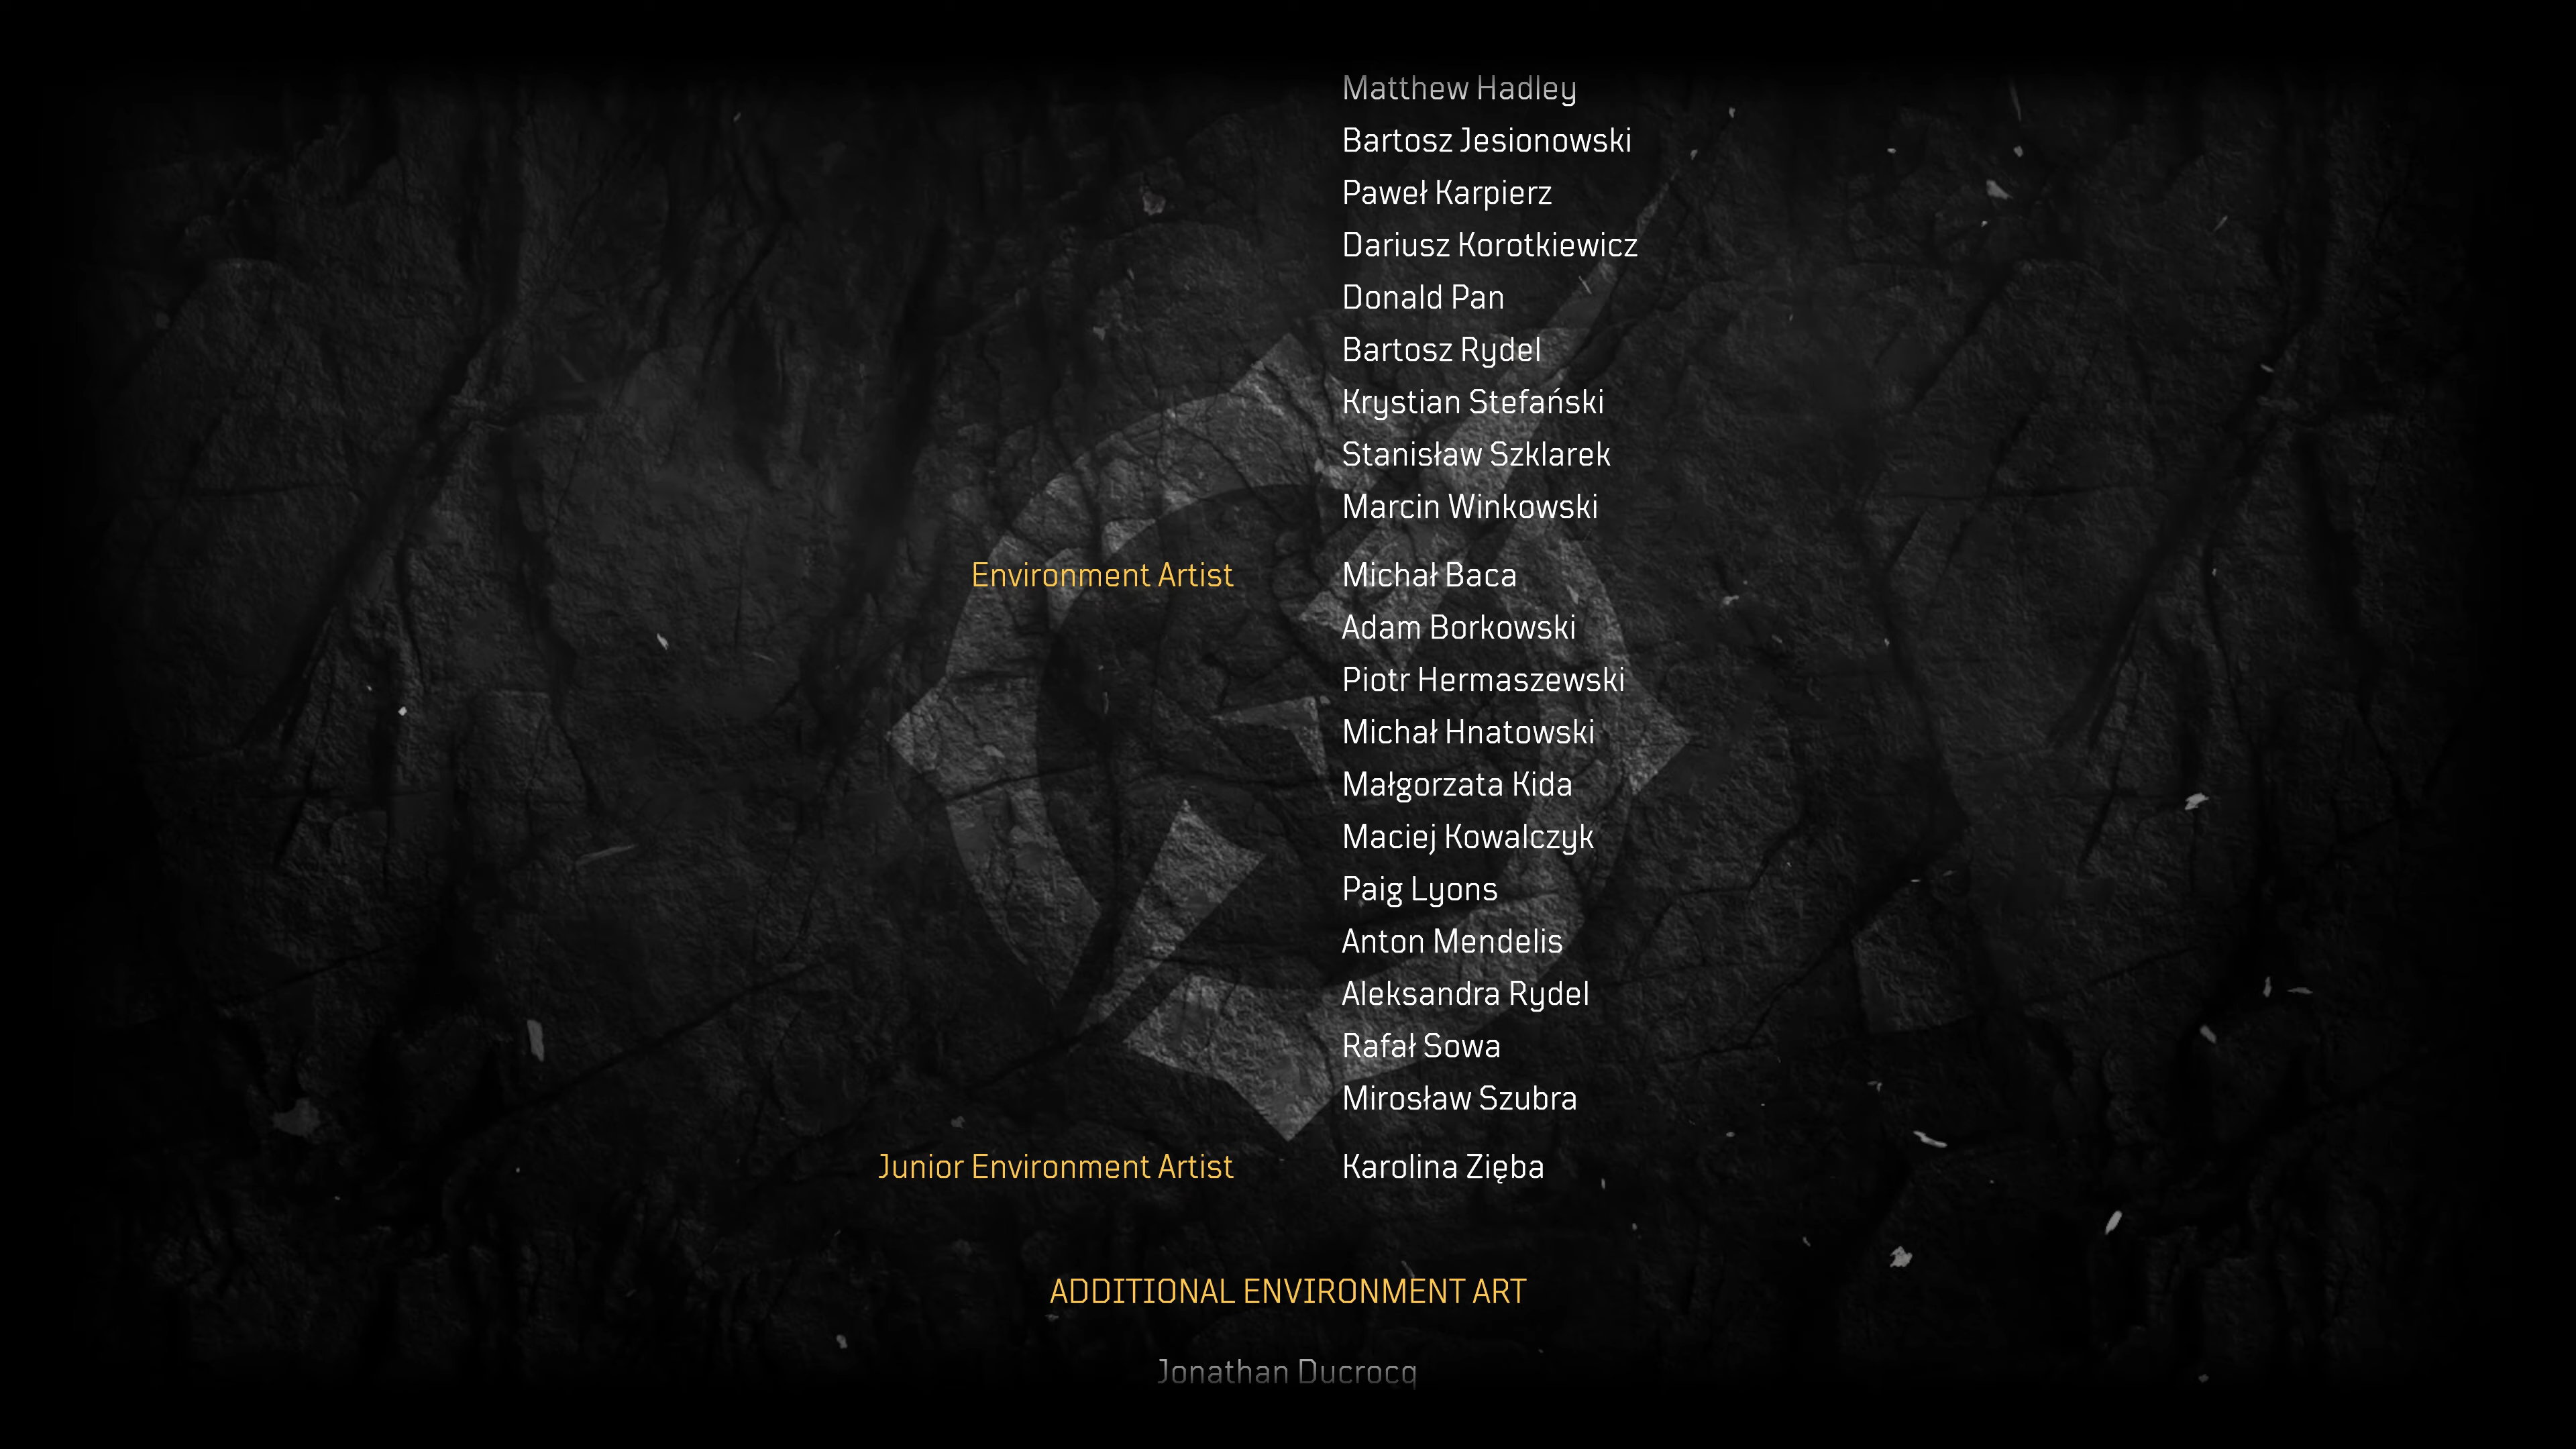 Matthew Hadley
Bartosz Jesionowski
Paweł Karpierz
Dariusz Korotkiewicz
Donald Pan
Bartosz Rydel
Krystian Stefański
Stanisław Szklarek
Marcin Winkowski
Environment Artist Michał Baca
Adam Borkowski
Piotr Hermaszewski
Michał Hnatowski
Małgorzata Kida
Maciej Kowalczyk
Paig Lyons
Anton Mendelis
Aleksandra Rydel
Rafał Sowa
Mirosław Szubra
Junior Environment Artist Karolina Zięba
ADDITIONAL ENVIRONMENT ART
Jonathan Ducrocq